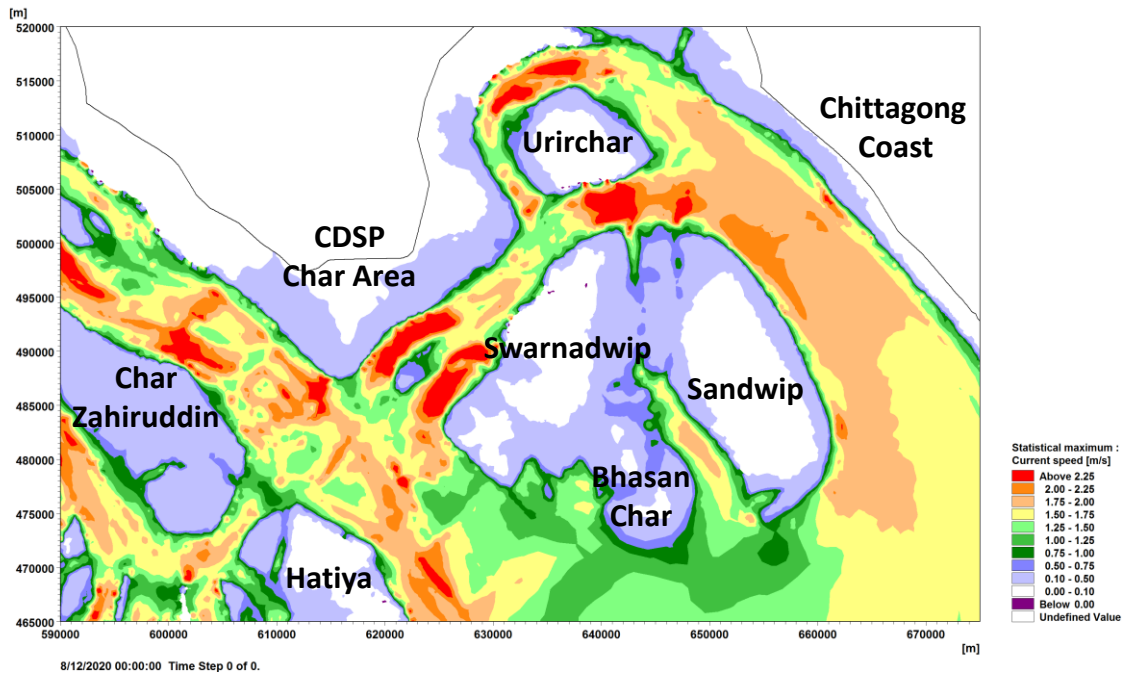 [m]
520000
515000
510000
505000
500000
495000
490000
485000
480000
475000
470000
465000
590000
600000
610000
620000
630000
640000
650000
660000
670000
[m]
Urirchar
Chittagong
Coast
CDSP
Char Area
Swarnadwip
Sandwip
Char
Zahiruddin
Bhasan
Char
Hatiya
Statistical maximum :
Current speed [m/s]
Above 2.25
2.00 - 2.25
1.75 - 2.00
1.50 - 1.75
1.25 - 1.50
1.00 - 1.25
0.75 - 1.00
0.50 - 0.75
0.10 - 0.50
0.00 - 0.10
Below 0.00
Undefined Value
8/12/2020 00:00:00 Time Step 0 of 0.